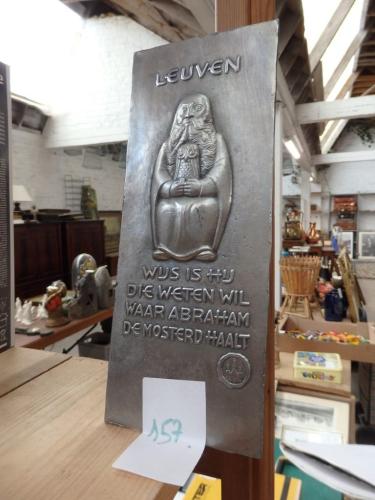 LEUVEN
WIJS IS HIJ
DIE WETEN WIL
WAAR ABRAHAM
DE MOSTERD HAALT
157